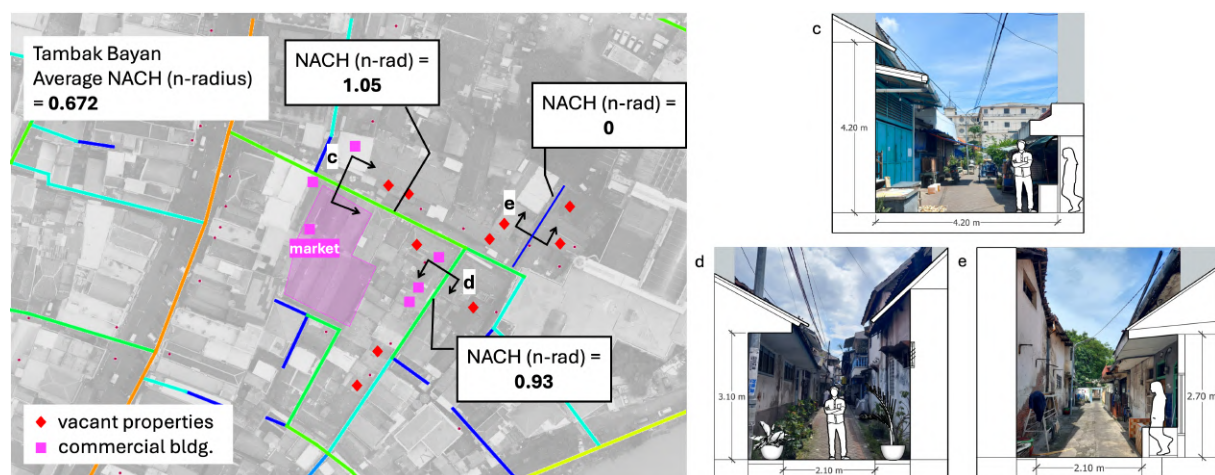 Tambak Bayan
Average NACH (n-radius)
= 0.672
NACH (n-rad) =
1.05
NACH (n-rad) =
0
c
e
market
d
NACH (n-rad) =
0.93
vacant properties
commercial bldg.
c
4.20 m
4.20 m
d
3.10 m
2.10 m
e
2.70 m
2.10 m